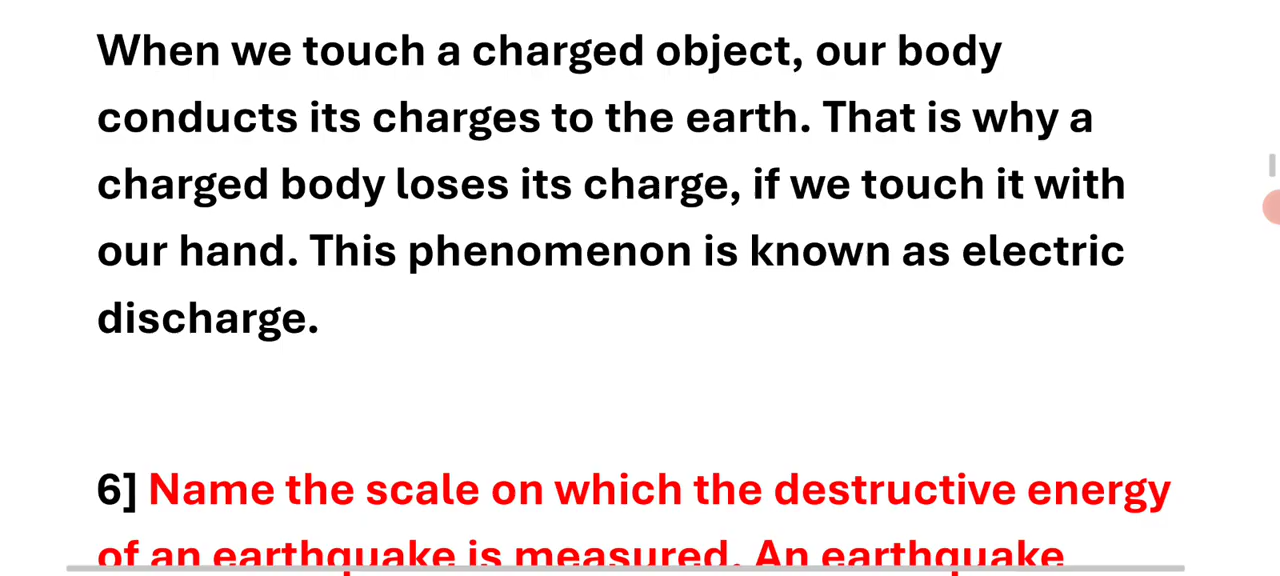 When we touch a charged object, our body
conducts its charges to the earth. That is why a
charged body loses its charge, if we touch it with
our hand. This phenomenon is known as electric
discharge.
6] Name the scale on which the destructive energy
of an earthquake is measured. An earthquake